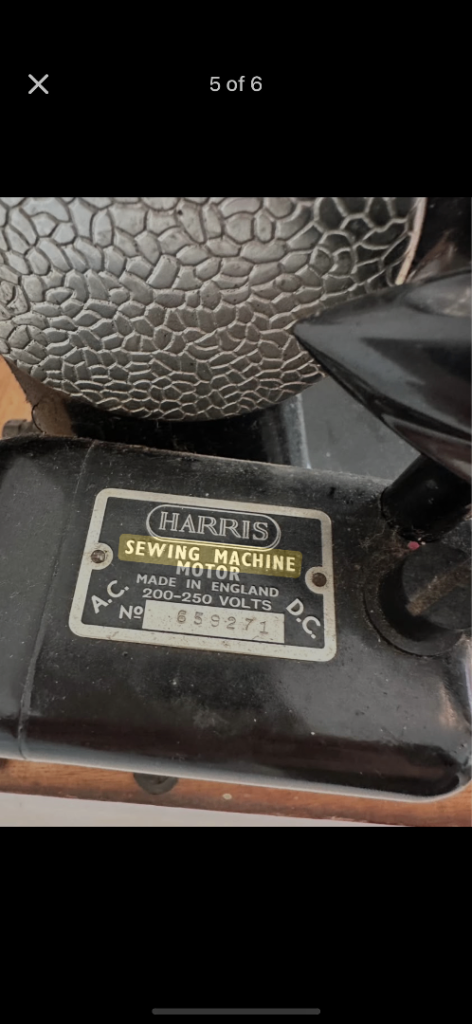 5 of 6
HARRIS
SEWING MACHINE
MOTOR
MADE IN ENGLAND
200-250 VOLTS
A.C. D.C.
Nº 659271